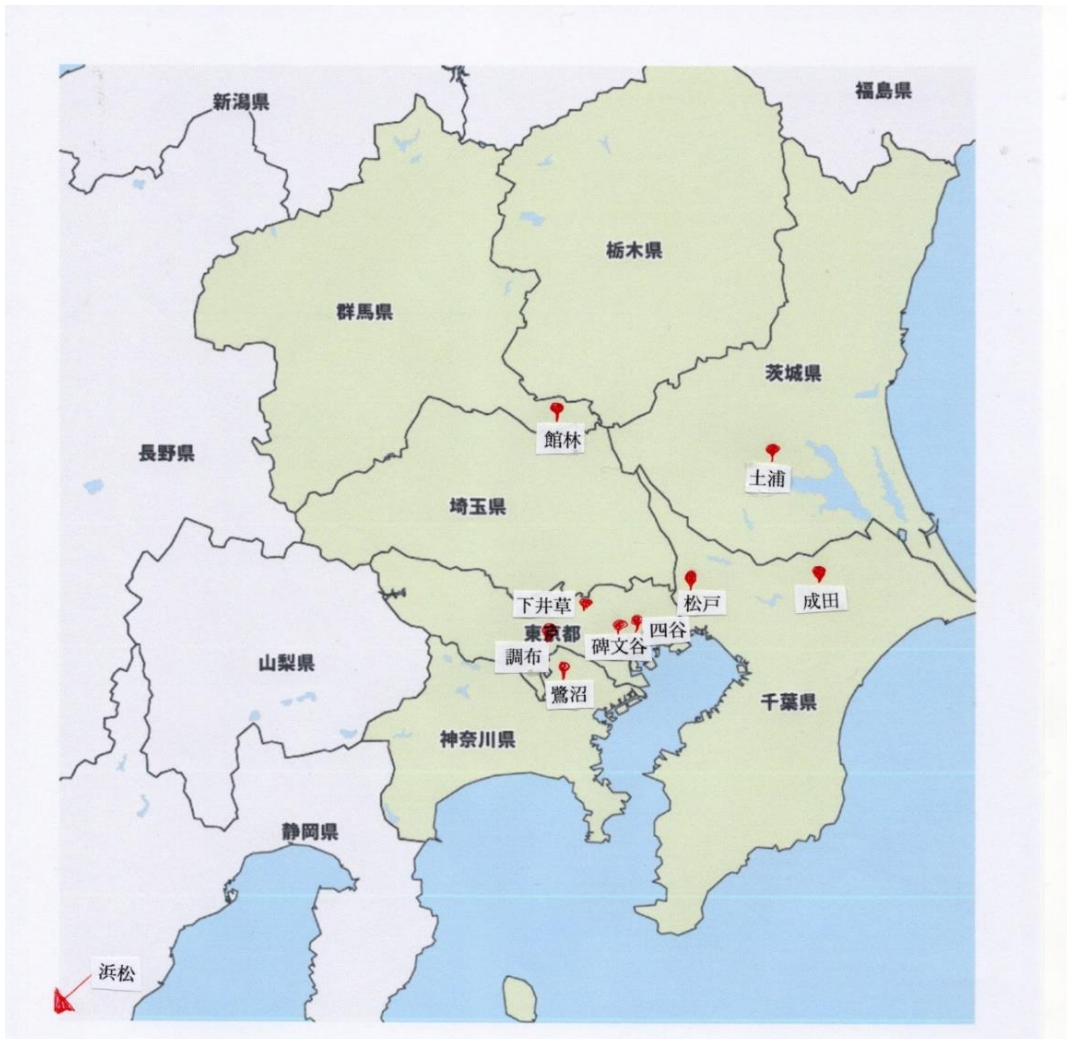 福島県
新潟県
栃木県
群馬県
茨城県
館林
長野県
土浦
埼玉県
成田
松戸
下井草
四谷
東京都
碑文谷
調布
山梨県
鷺沼
千葉県
神奈川県
静岡県
浜松